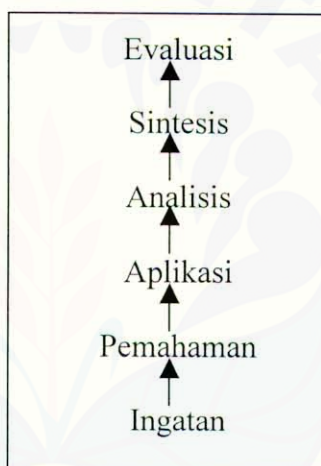 Evaluasi
Sintesis
Analisis
Aplikasi
Pemahaman
Ingatan